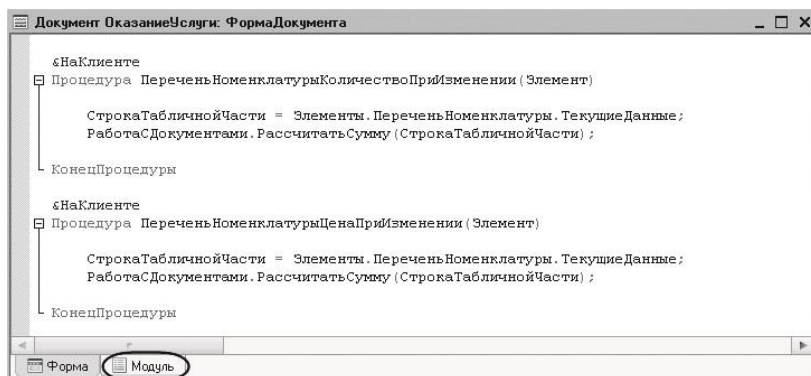 Документ ОказаниеУслуги: ФормаДокумента
&НаКлиенте
Процедура ПереченьНоменклатурыКоличествоПриИзменении(Элемент)
СтрокаТабличнойЧасти = Элементы.ПереченьНоменклатуры.ТекущиеДанные;
РаботаСДокументами.РассчитатьСумму(СтрокаТабличнойЧасти);
КонецПроцедуры
&НаКлиенте
Процедура ПереченьНоменклатурыЦенаПриИзменении(Элемент)
СтрокаТабличнойЧасти = Элементы.ПереченьНоменклатуры.ТекущиеДанные;
РаботаСДокументами.РассчитатьСумму(СтрокаТабличнойЧасти);
КонецПроцедуры
Форма Модуль